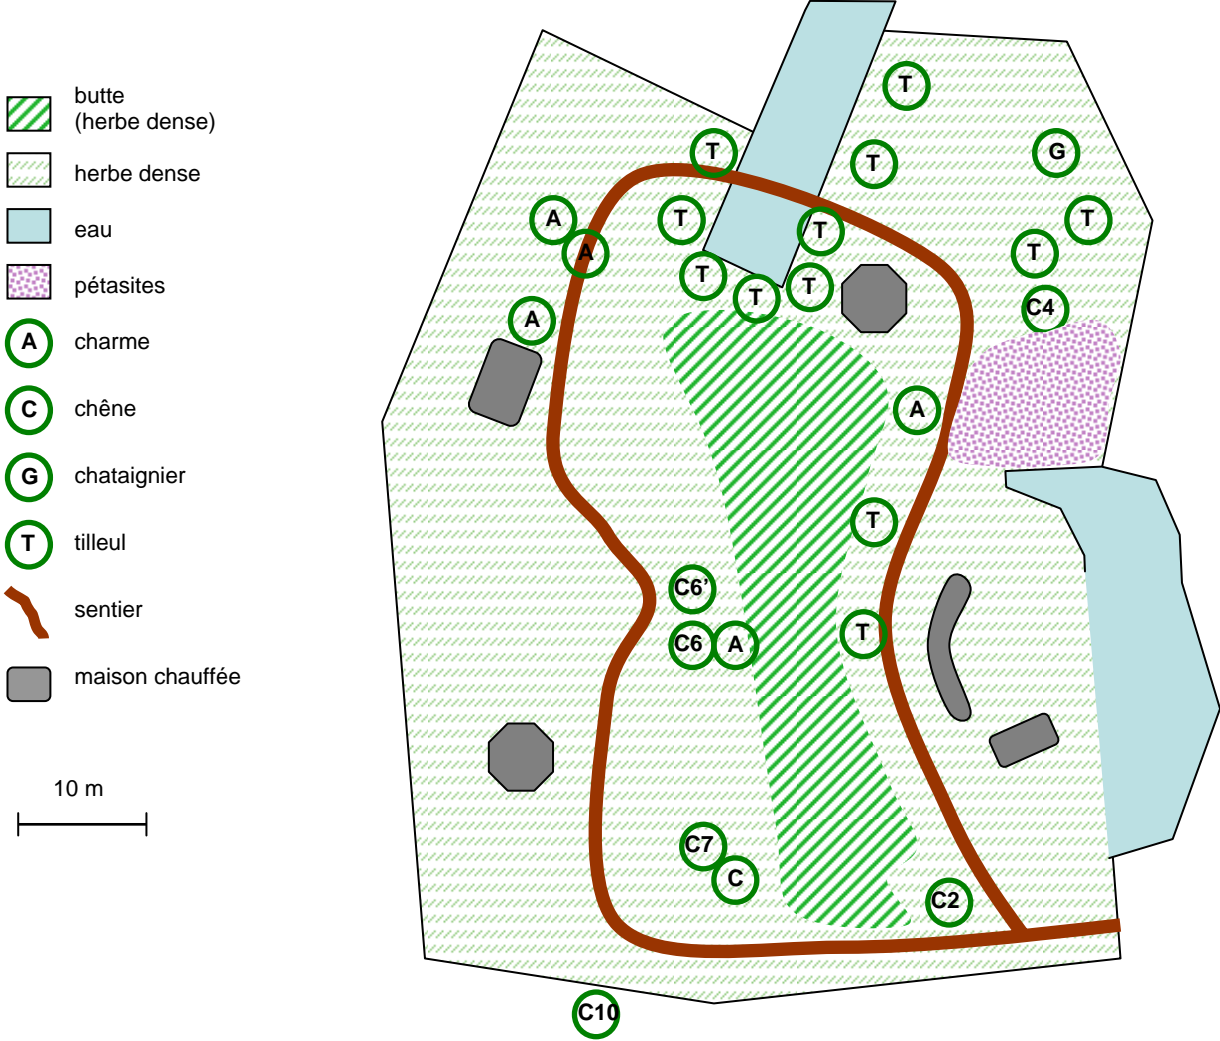 butte
(herbe dense)
herbe dense
eau
pétasites
A charme
C chêne
G chataignier
T tilleul
sentier
maison chauffée
10 m
T
T
G
T
A
T
T
T
A
T
T
T
T
C4
A
A
T
C6’
C6
A
T
C7
C
C2
C10